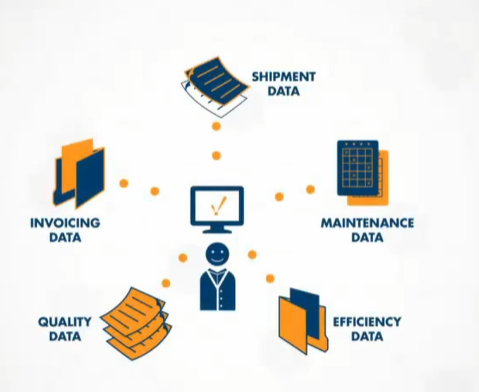 SHIPMENT
DATA
INVOICING
DATA
MAINTENANCE
DATA
QUALITY
DATA
EFFICIENCY
DATA